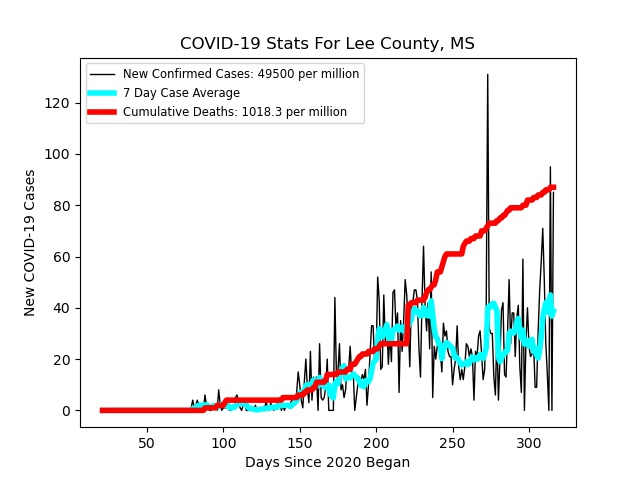 COVID-19 Stats For Lee County, MS
New Confirmed Cases: 49500 per million
7 Day Case Average
Cumulative Deaths: 1018.3 per million
New COVID-19 Cases
120
100
80
60
40
20
0
50
100
150
200
250
300
Days Since 2020 Began